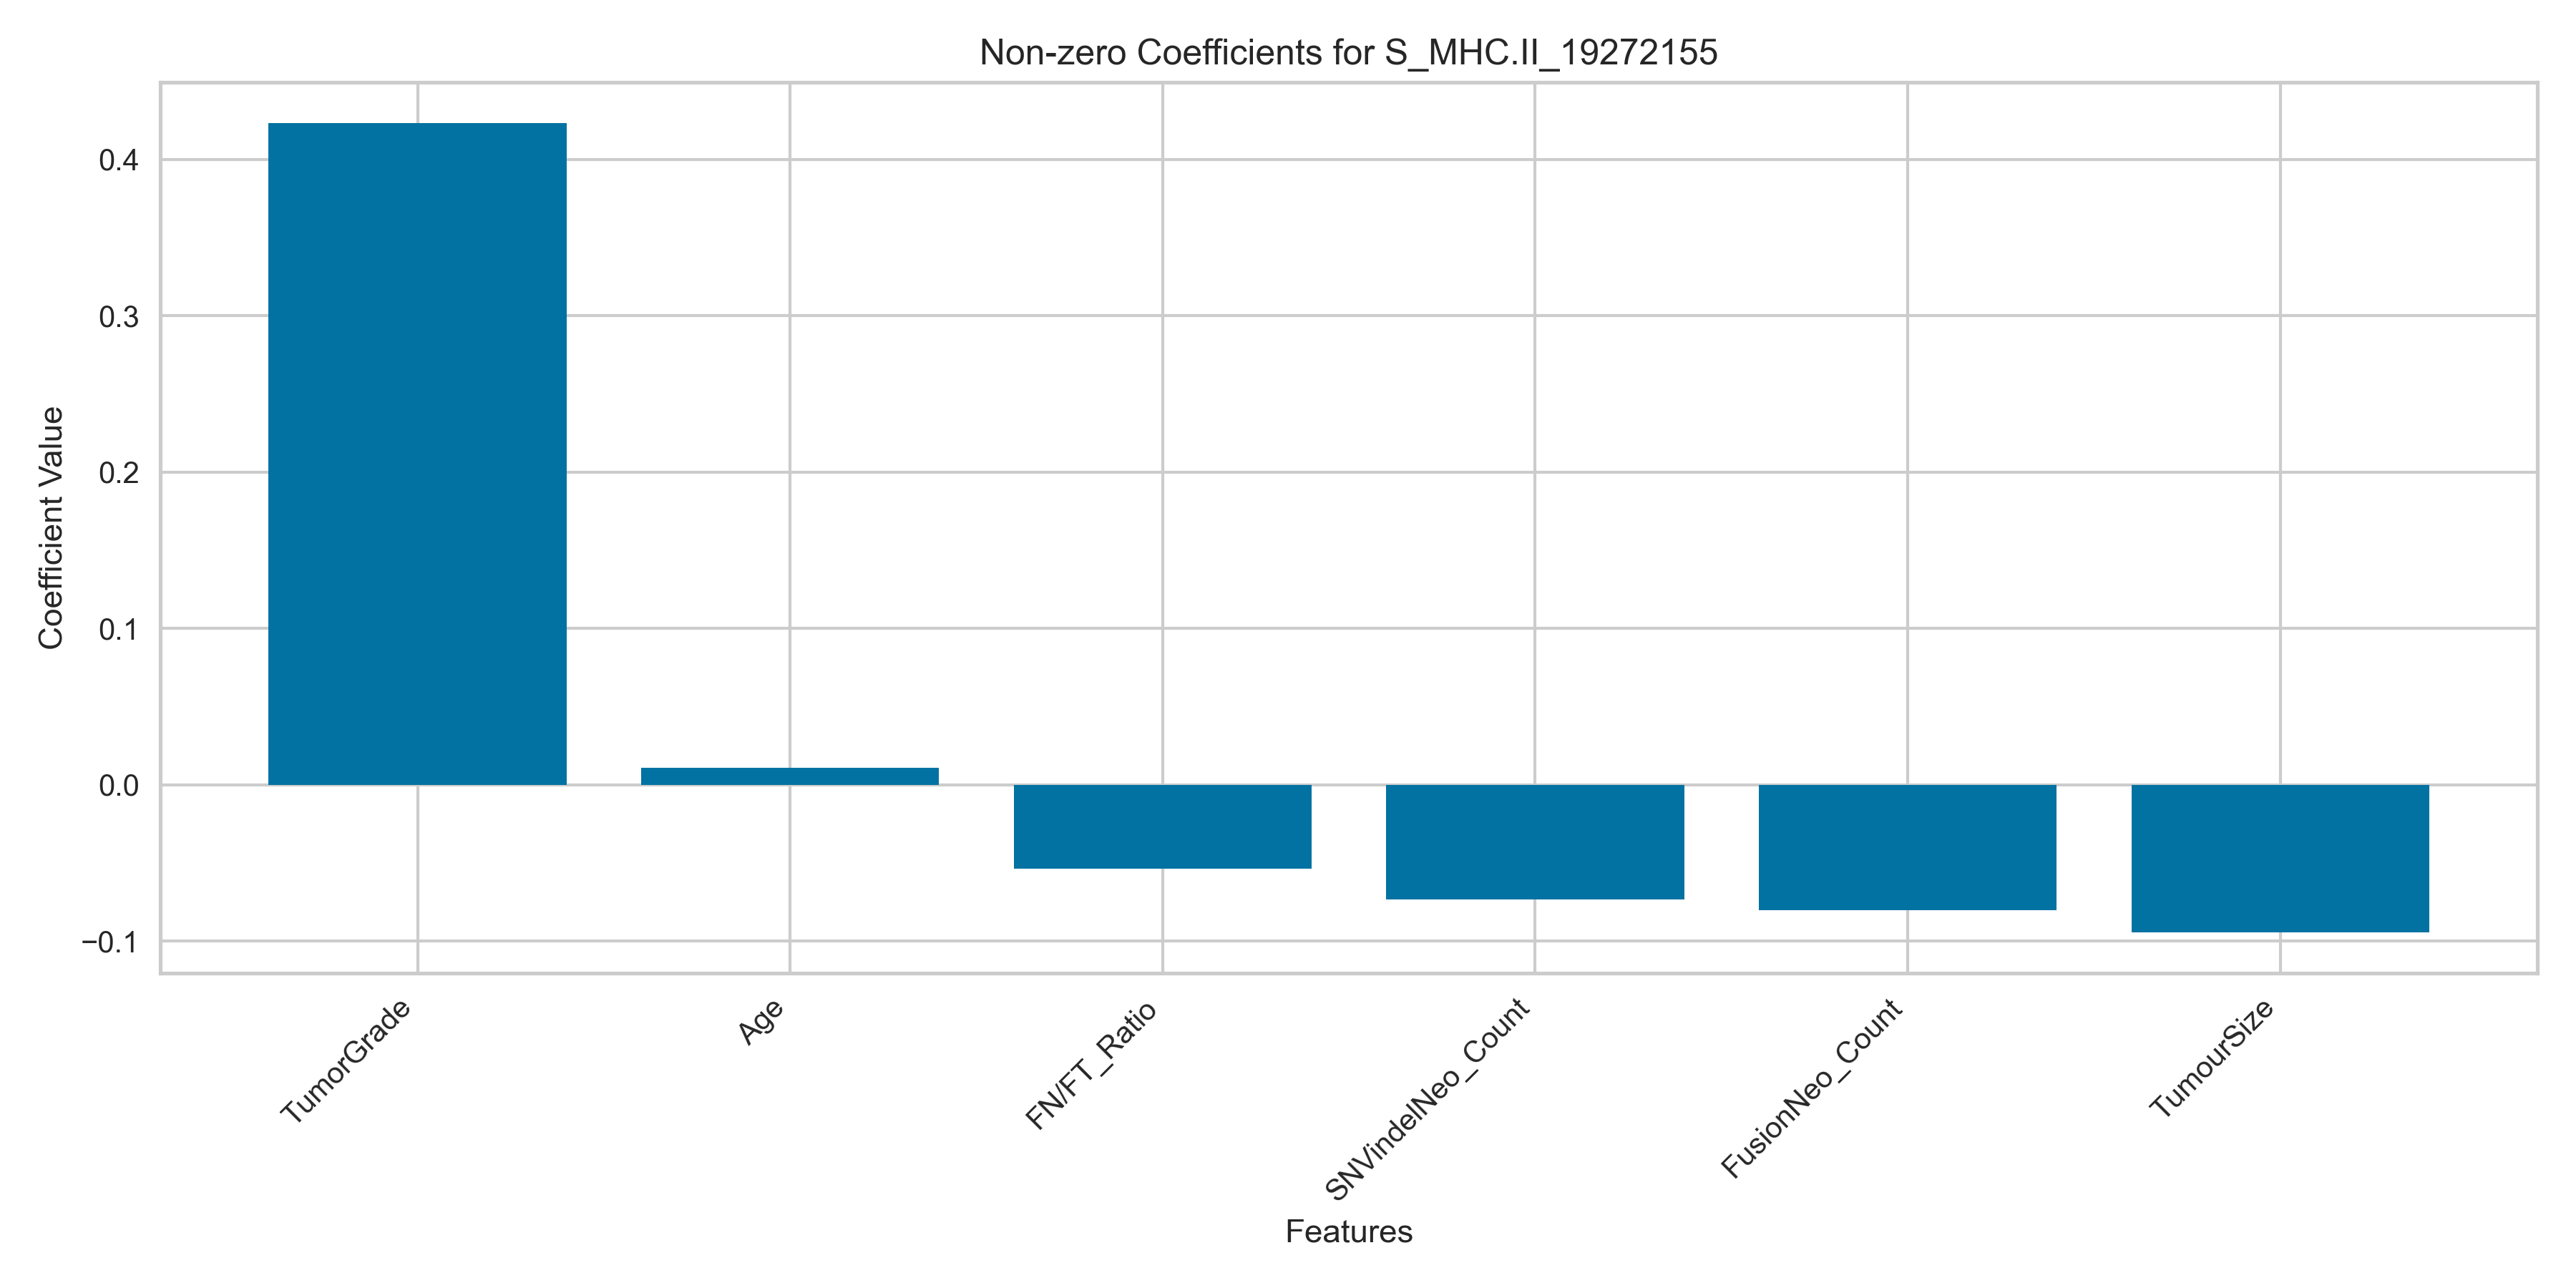 Non-zero Coefficients for S_MHC.II_19272155
Coefficient Value
0.4
0.3
0.2
0.1
0.0
−0.1
TumorGrade
Age
FN/FT_Ratio
SNVindelNeo_Count
FusionNeo_Count
TumourSize
Features